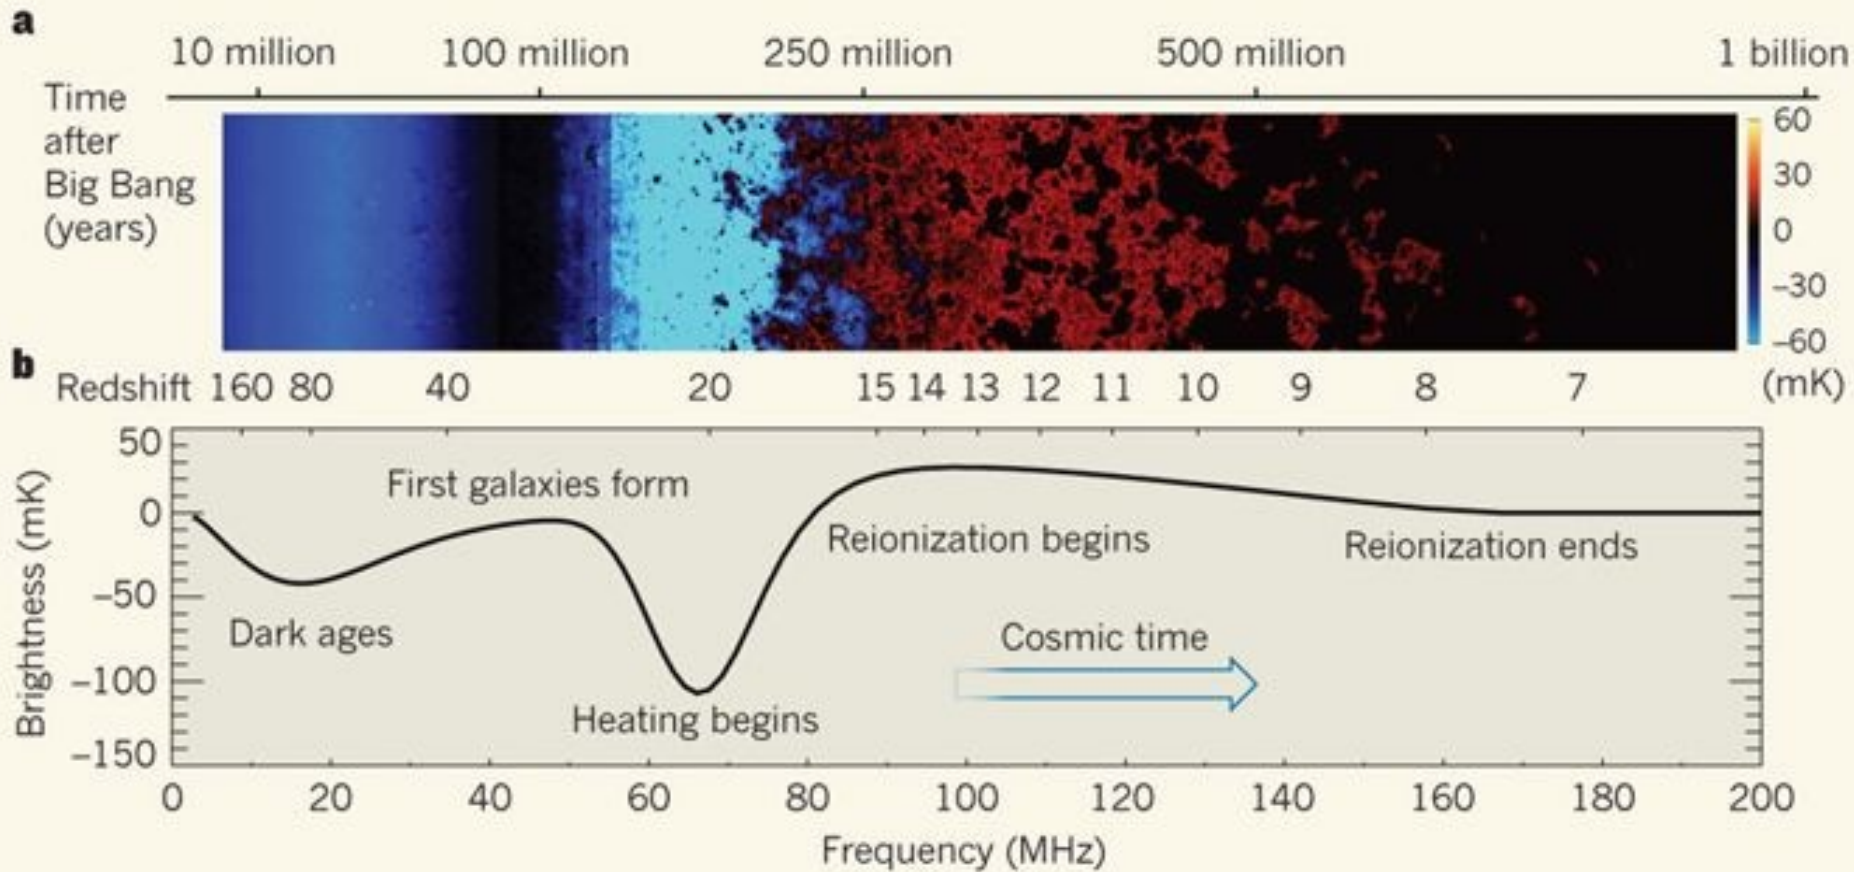 a
10 million 100 million 250 million 500 million 1 billion
Time
after
Big Bang
(years)
60
30
0
–30
–60
(mK)
b
Redshift 160 80 40 20 15 14 13 12 11 10 9 8 7
Brightness (mK)
50
0
–50
–100
–150
First galaxies form
Reionization begins
Reionization ends
Dark ages
Cosmic time
Heating begins
0 20 40 60 80 100 120 140 160 180 200
Frequency (MHz)